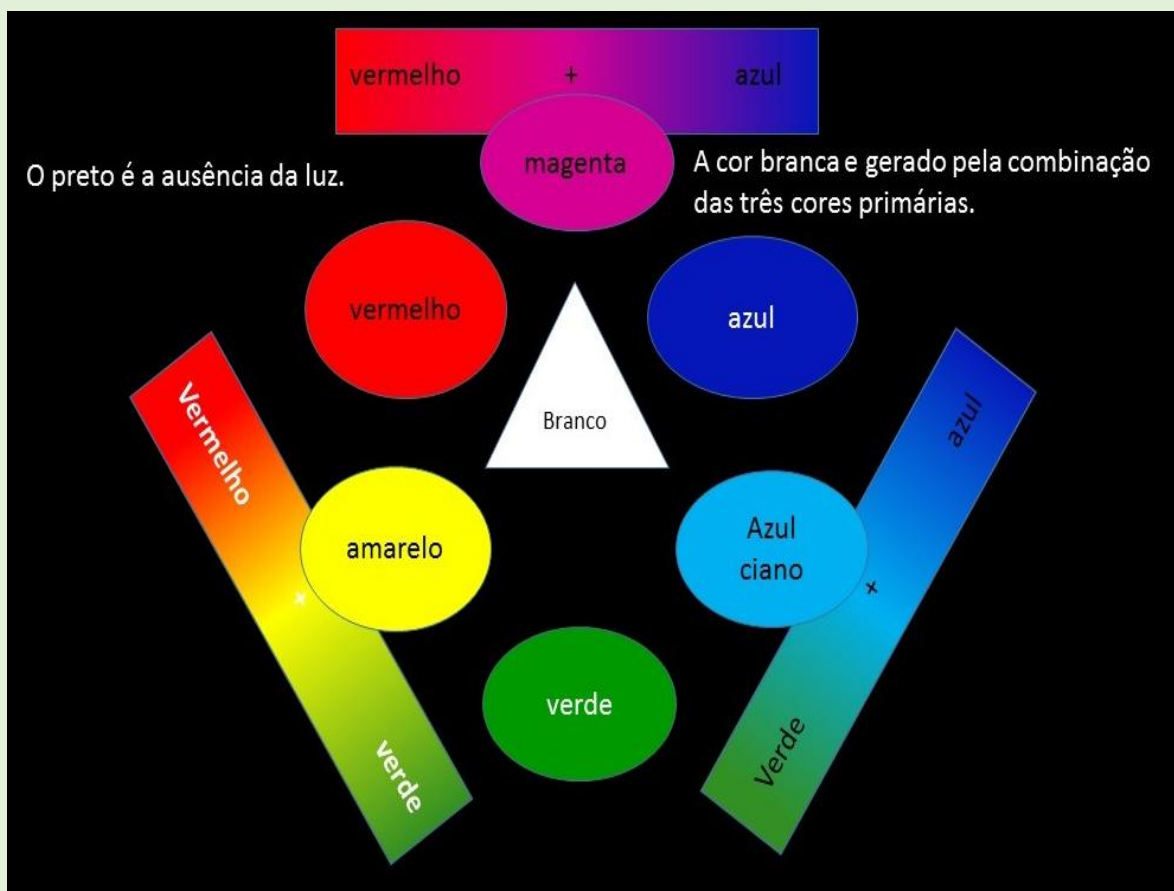 vermelho + azul
magenta
O preto é a ausência da luz.
A cor branca e gerado pela combinação
das três cores primárias.
vermelho
azul
Branco
Vermelho + verde
amarelo
Azul
ciano
azul + Verde
verde